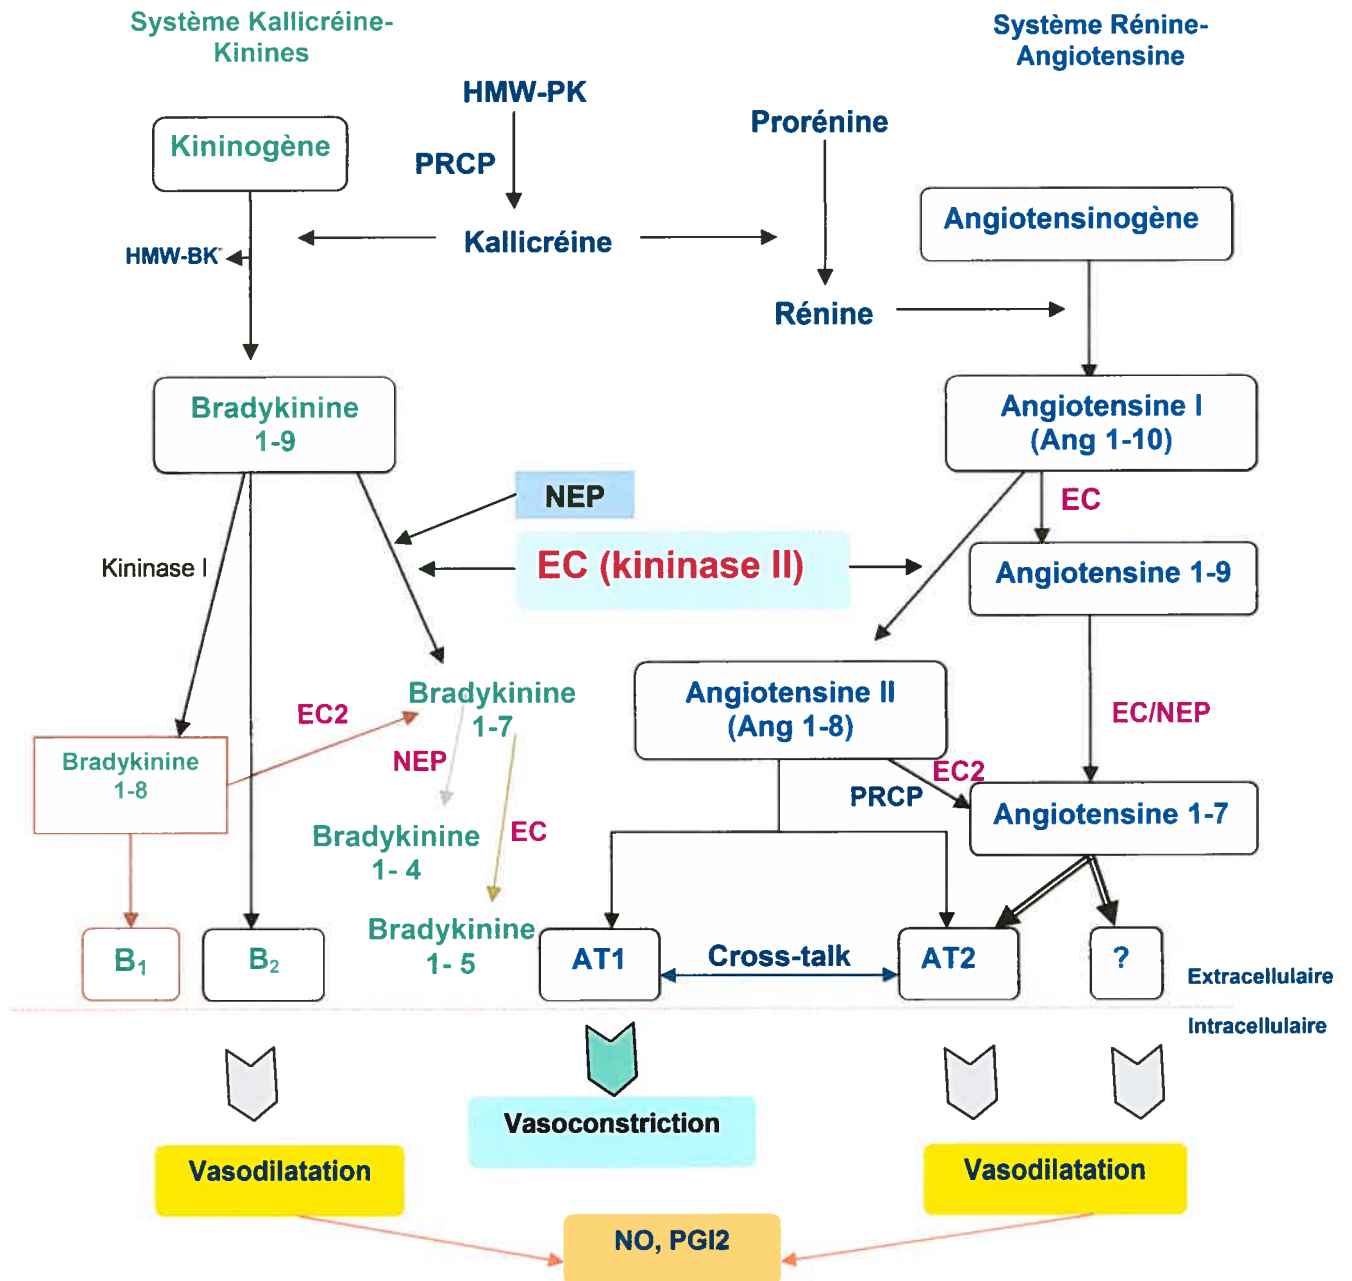 Système Kallicréine-
Kinines
Système Rénine-
Angiotensine
HMW-PK
Prorénine
Kininogène
PRCP
Angiotensinogène
Kallicréine
HMW-BK
Rénine
Bradykinine
1-9
Angiotensine I
(Ang 1-10)
NEP
EC
Kininase I
EC (kininase II)
Angiotensine 1-9
Bradykinine
1-7
Angiotensine II
(Ang 1-8)
EC2
EC/NEP
Bradykinine
1-8
NEP
EC2
PRCP
Angiotensine 1-7
Bradykinine
1- 4
EC
Bradykinine
1- 5
B₁
B₂
AT1
Cross-talk
AT2
?
Extracellulaire
Intracellulaire
Vasoconstriction
Vasodilatation
Vasodilatation
NO, PGI2